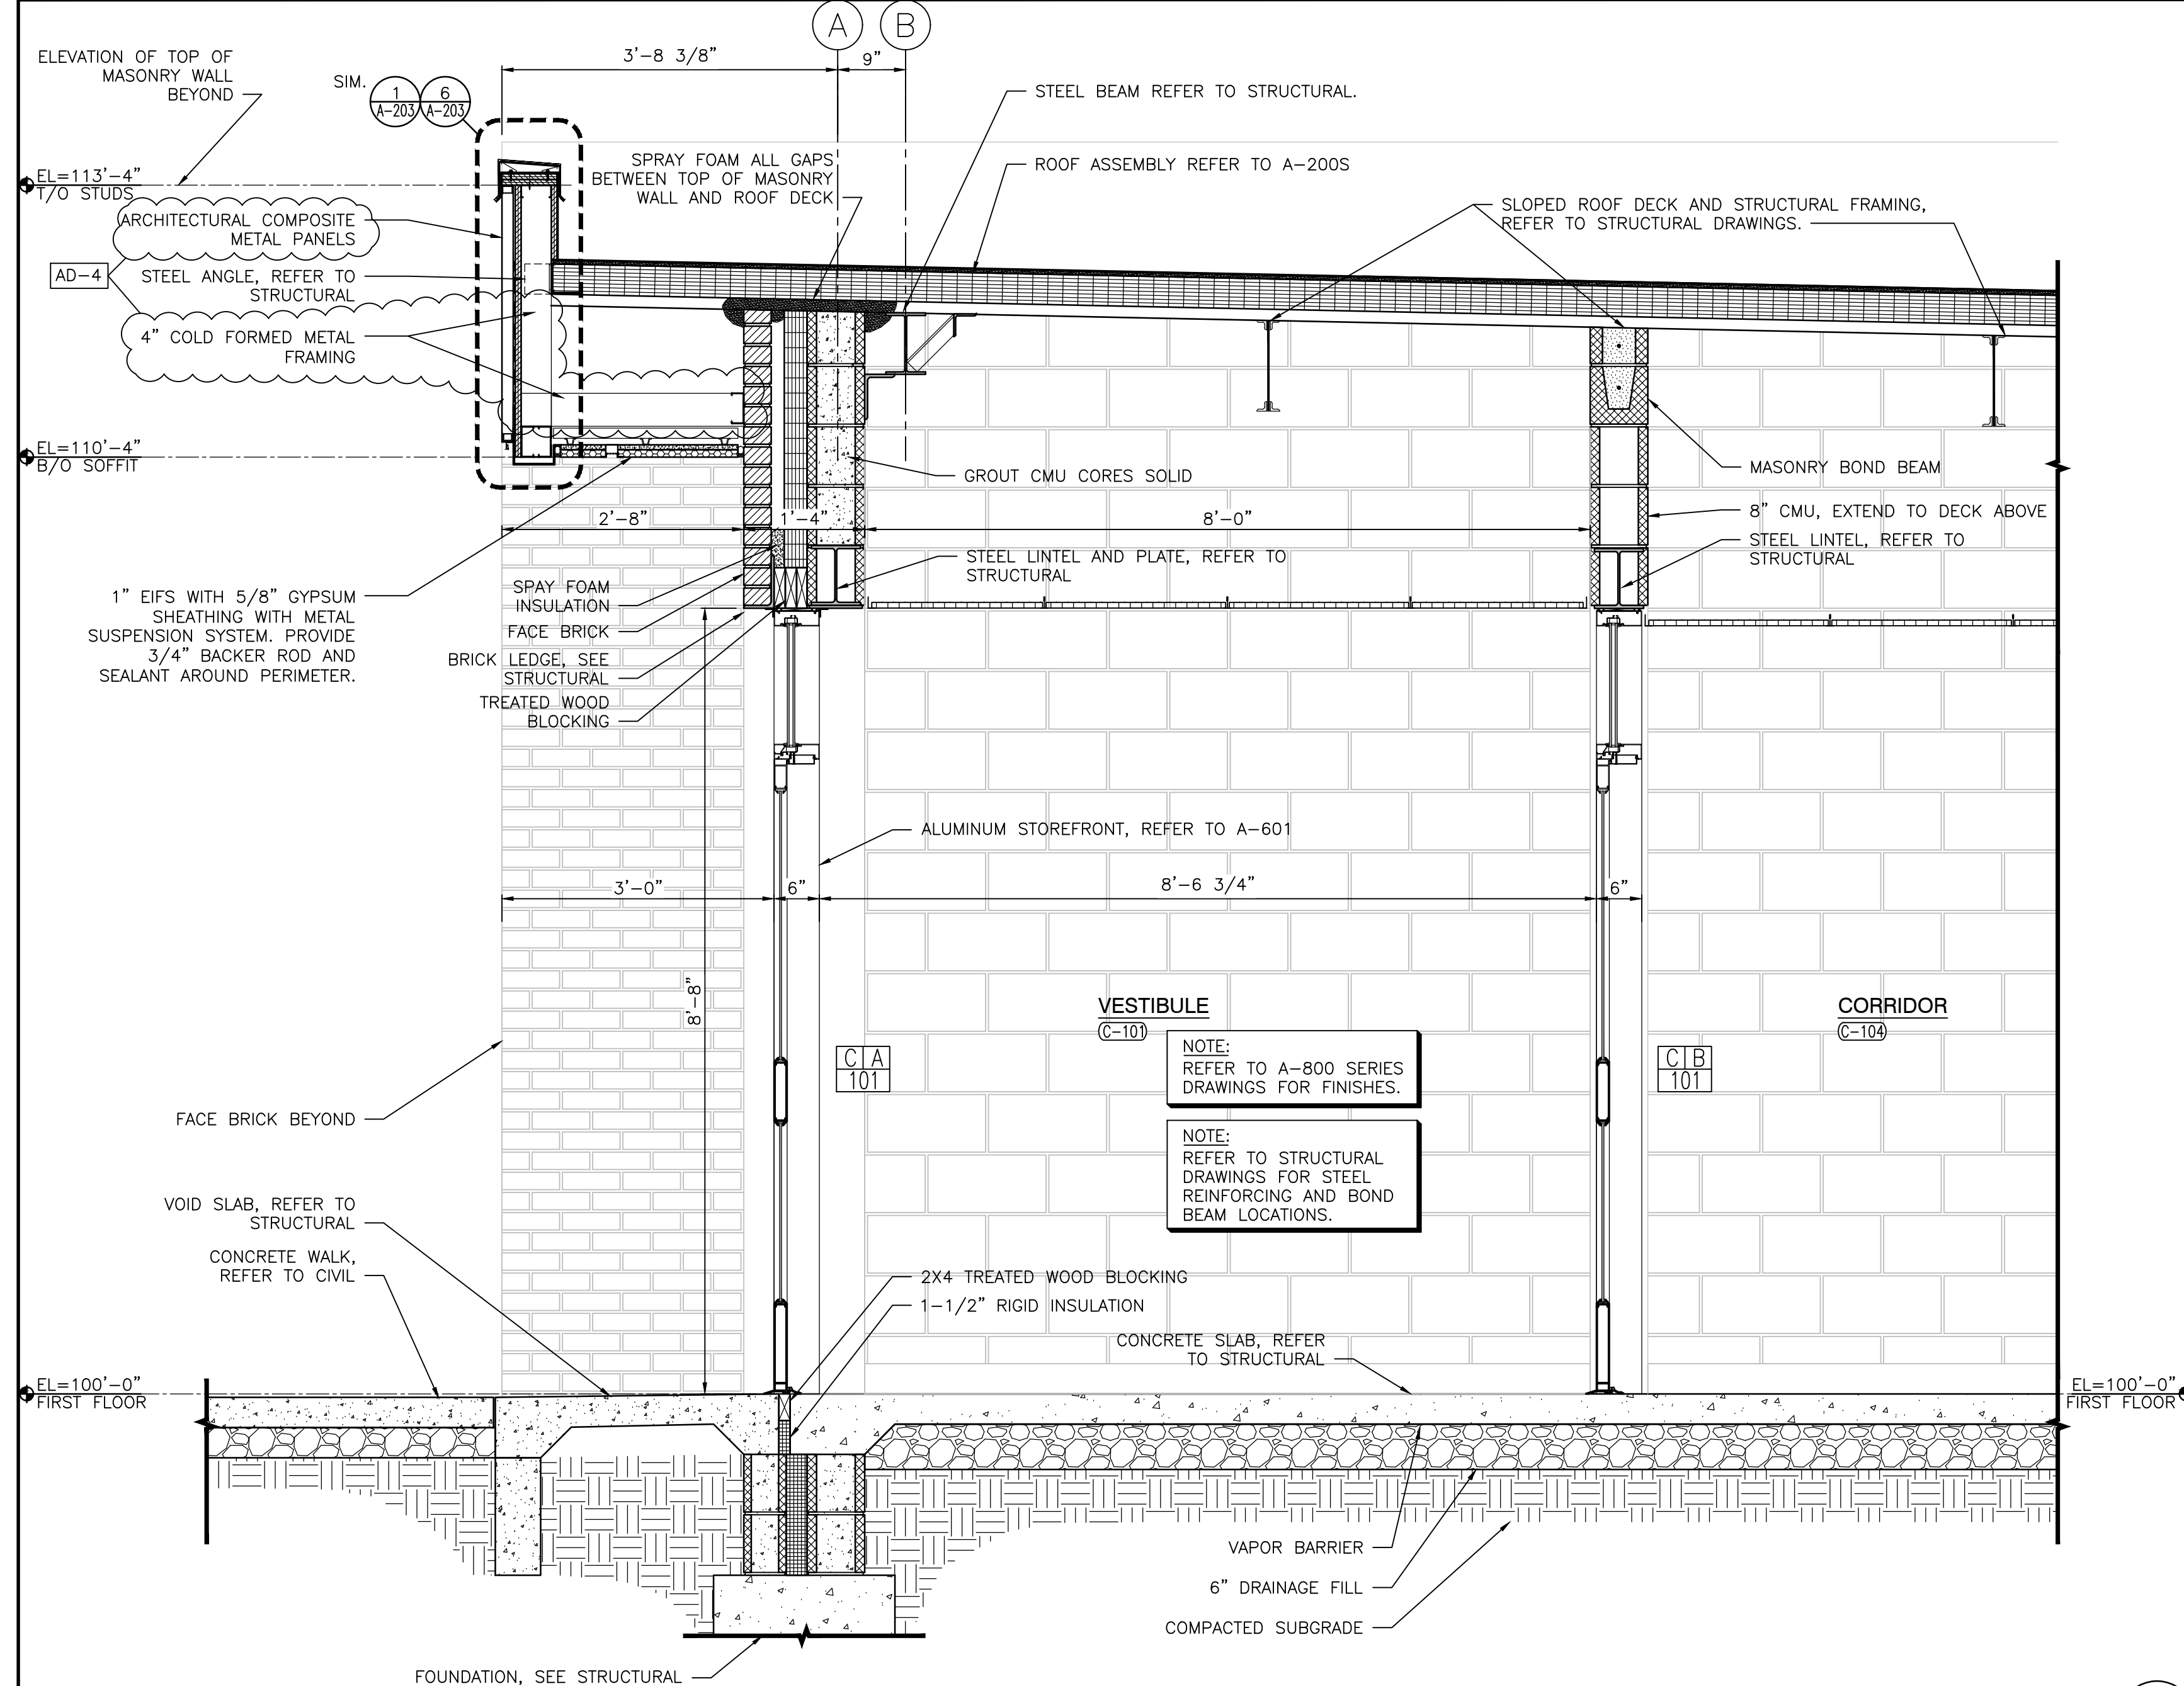 A
B
3'-8 3/8"
9"
ELEVATION OF TOP OF
MASONRY WALL
BEYOND
SIM.
1
A-203
6
A-203
STEEL BEAM REFER TO STRUCTURAL.
SPRAY FOAM ALL GAPS
BETWEEN TOP OF MASONRY
WALL AND ROOF DECK
ROOF ASSEMBLY REFER TO A-200S
EL=113'-4"
T/O STUDS
SLOPED ROOF DECK AND STRUCTURAL FRAMING,
REFER TO STRUCTURAL DRAWINGS.
ARCHITECTURAL COMPOSITE
METAL PANELS
AD-4
STEEL ANGLE, REFER TO
STRUCTURAL
4" COLD FORMED METAL
FRAMING
EL=110'-4"
B/O SOFFIT
GROUT CMU CORES SOLID
MASONRY BOND BEAM
2'-8"
1'-4"
8'-0"
8" CMU, EXTEND TO DECK ABOVE
STEEL LINTEL, REFER TO
STRUCTURAL
STEEL LINTEL AND PLATE, REFER TO
STRUCTURAL
1" EIFS WITH 5/8" GYPSUM
SHEATHING WITH METAL
SUSPENSION SYSTEM. PROVIDE
3/4" BACKER ROD AND
SEALANT AROUND PERIMETER.
SPAY FOAM
INSULATION
FACE BRICK
BRICK LEDGE, SEE
STRUCTURAL
TREATED WOOD
BLOCKING
ALUMINUM STOREFRONT, REFER TO A-601
3'-0"
6"
8'-6 3/4"
6"
8'-8"
VESTIBULE
C-101
CORRIDOR
C-104
C A
101
NOTE:
REFER TO A-800 SERIES
DRAWINGS FOR FINISHES.
C B
101
FACE BRICK BEYOND
NOTE:
REFER TO STRUCTURAL
DRAWINGS FOR STEEL
REINFORCING AND BOND
BEAM LOCATIONS.
VOID SLAB, REFER TO
STRUCTURAL
CONCRETE WALK,
REFER TO CIVIL
2X4 TREATED WOOD BLOCKING
1-1/2" RIGID INSULATION
CONCRETE SLAB, REFER
TO STRUCTURAL
EL=100'-0"
FIRST FLOOR
EL=100'-0"
FIRST FLOOR
VAPOR BARRIER
6" DRAINAGE FILL
COMPACTED SUBGRADE
FOUNDATION, SEE STRUCTURAL